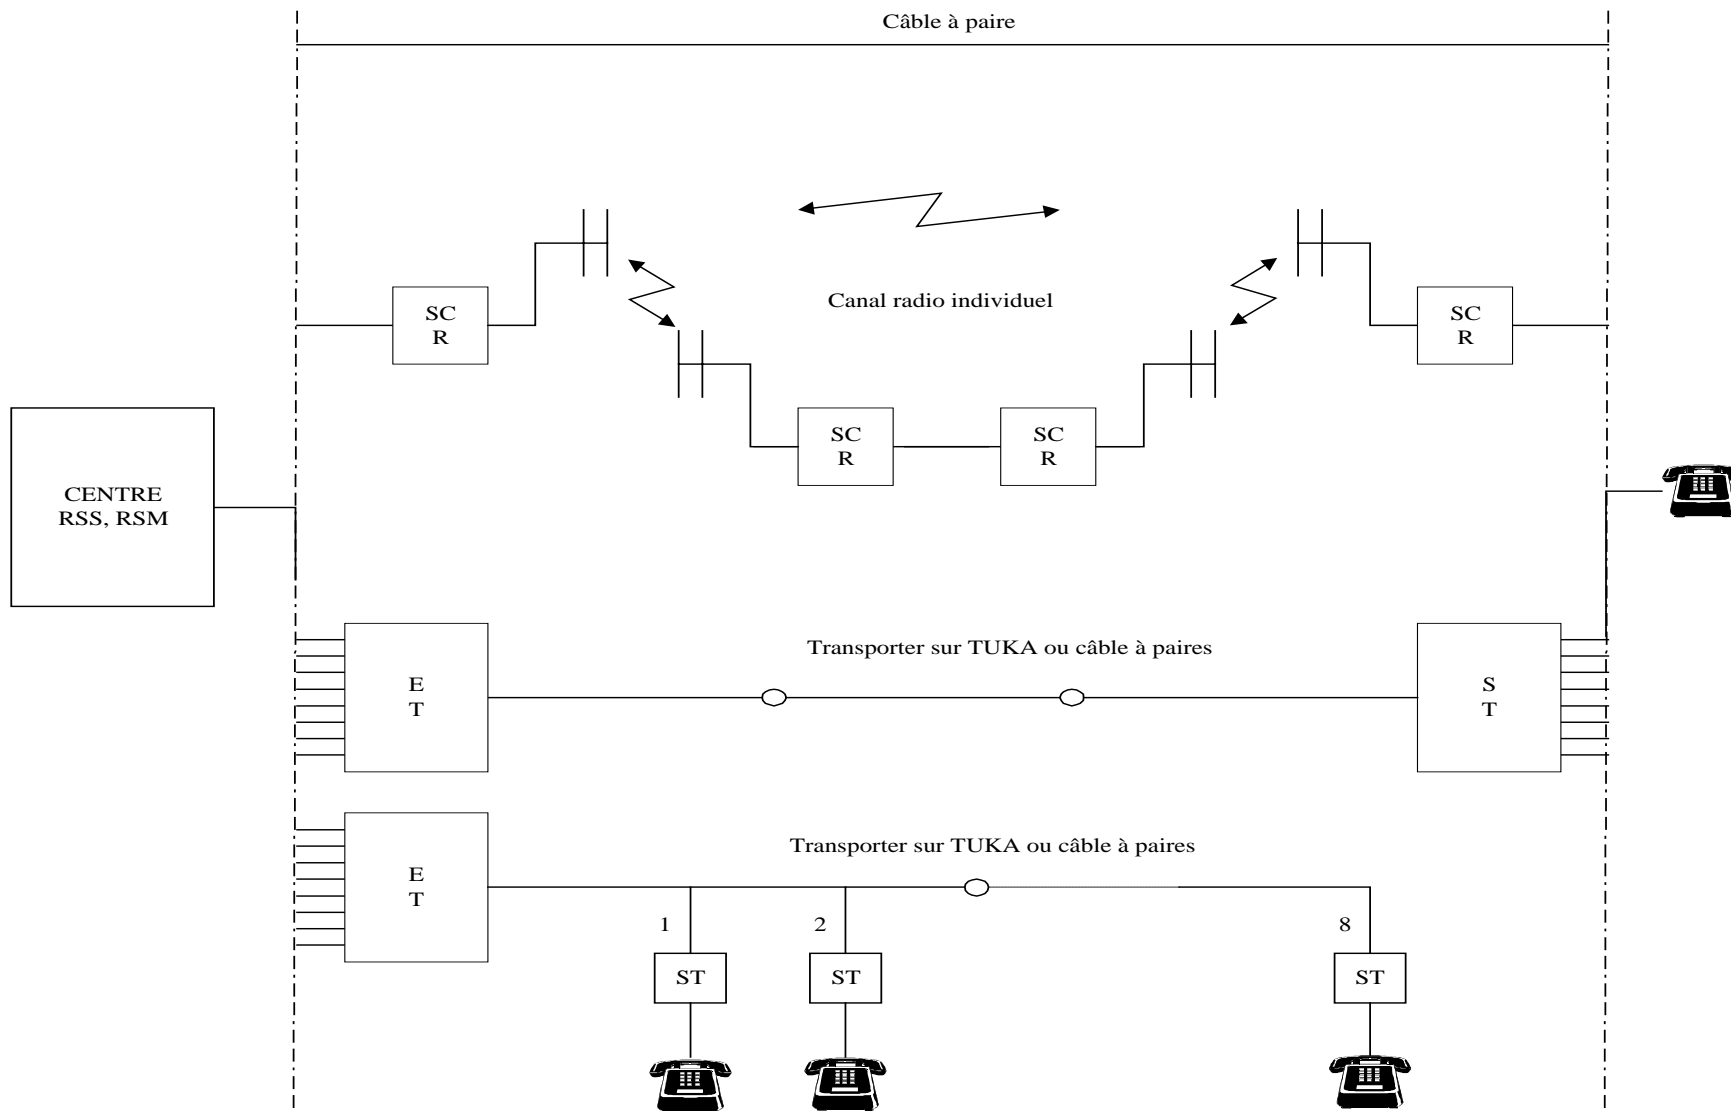 Câble à paire
Canal radio individuel
SC
R
SC
R
SC
R
SC
R
CENTRE
RSS, RSM
Transporter sur TUKA ou câble à paires
E
T
S
T
Transporter sur TUKA ou câble à paires
E
T
1
2
8
ST
ST
ST